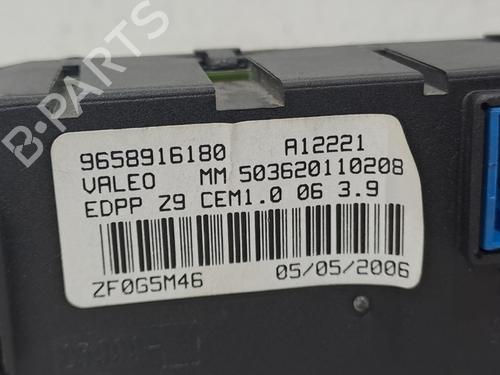 9658916180 A12221
VALEO MM 503620110208
EDPP Z9 CEM1.0 06 3.9
ZF0G5M46 05/05/2006
B-PARTS